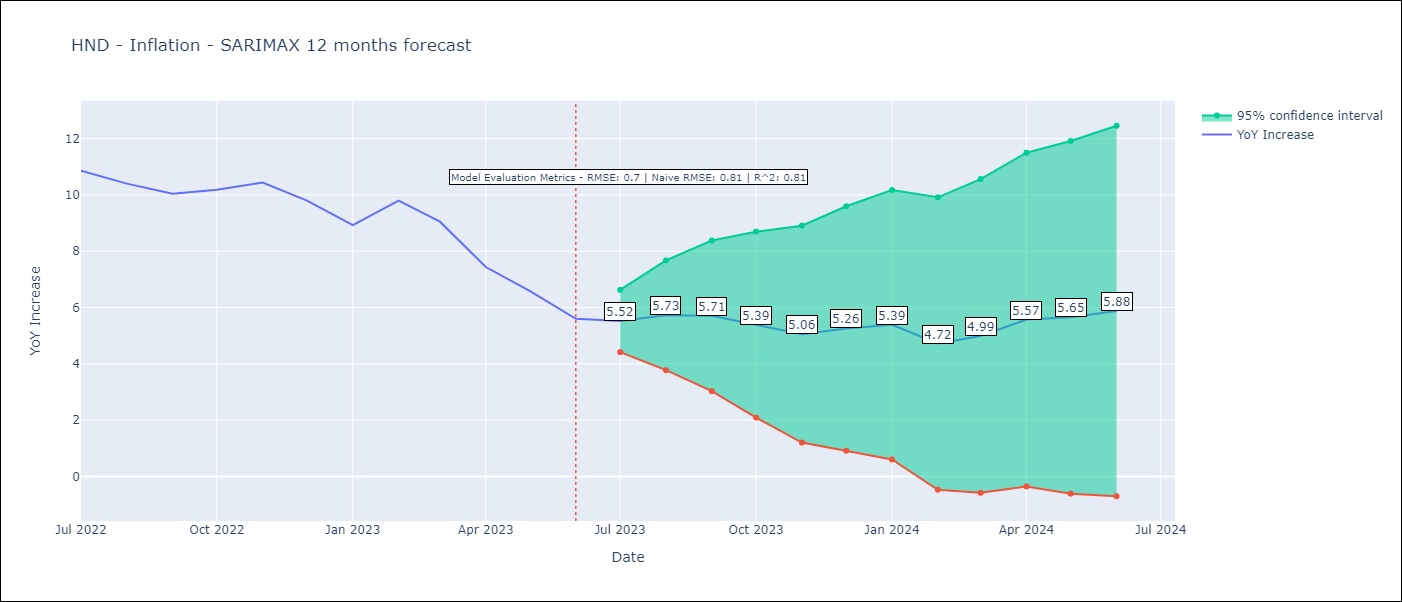 HND - Inflation - SARIMAX 12 months forecast
95% confidence interval
YoY Increase
Model Evaluation Metrics - RMSE: 0.7 | Naive RMSE: 0.81 | R^2: 0.81
YoY Increase
12
10
8
6
4
2
0
5.52
5.73
5.71
5.39
5.06
5.26
5.39
4.72
4.99
5.57
5.65
5.88
Jul 2022
Oct 2022
Jan 2023
Apr 2023
Jul 2023
Oct 2023
Jan 2024
Apr 2024
Jul 2024
Date